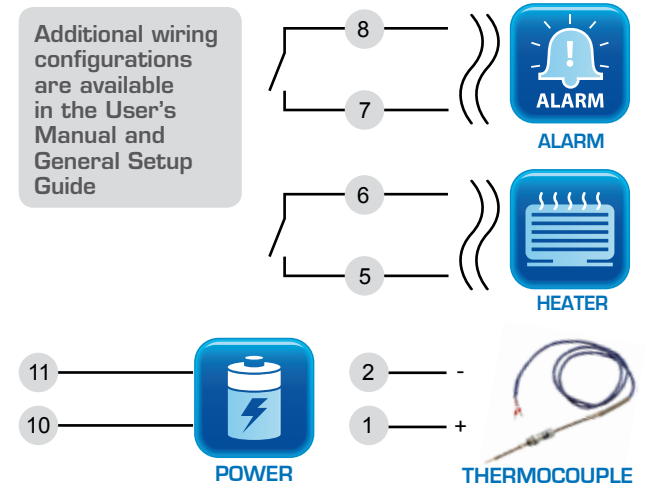 Additional wiring
configurations
are available
in the User's
Manual and
General Setup
Guide
8
7
ALARM
ALARM
6
5
HEATER
11
10
POWER
2 -
1 +
THERMOCOUPLE